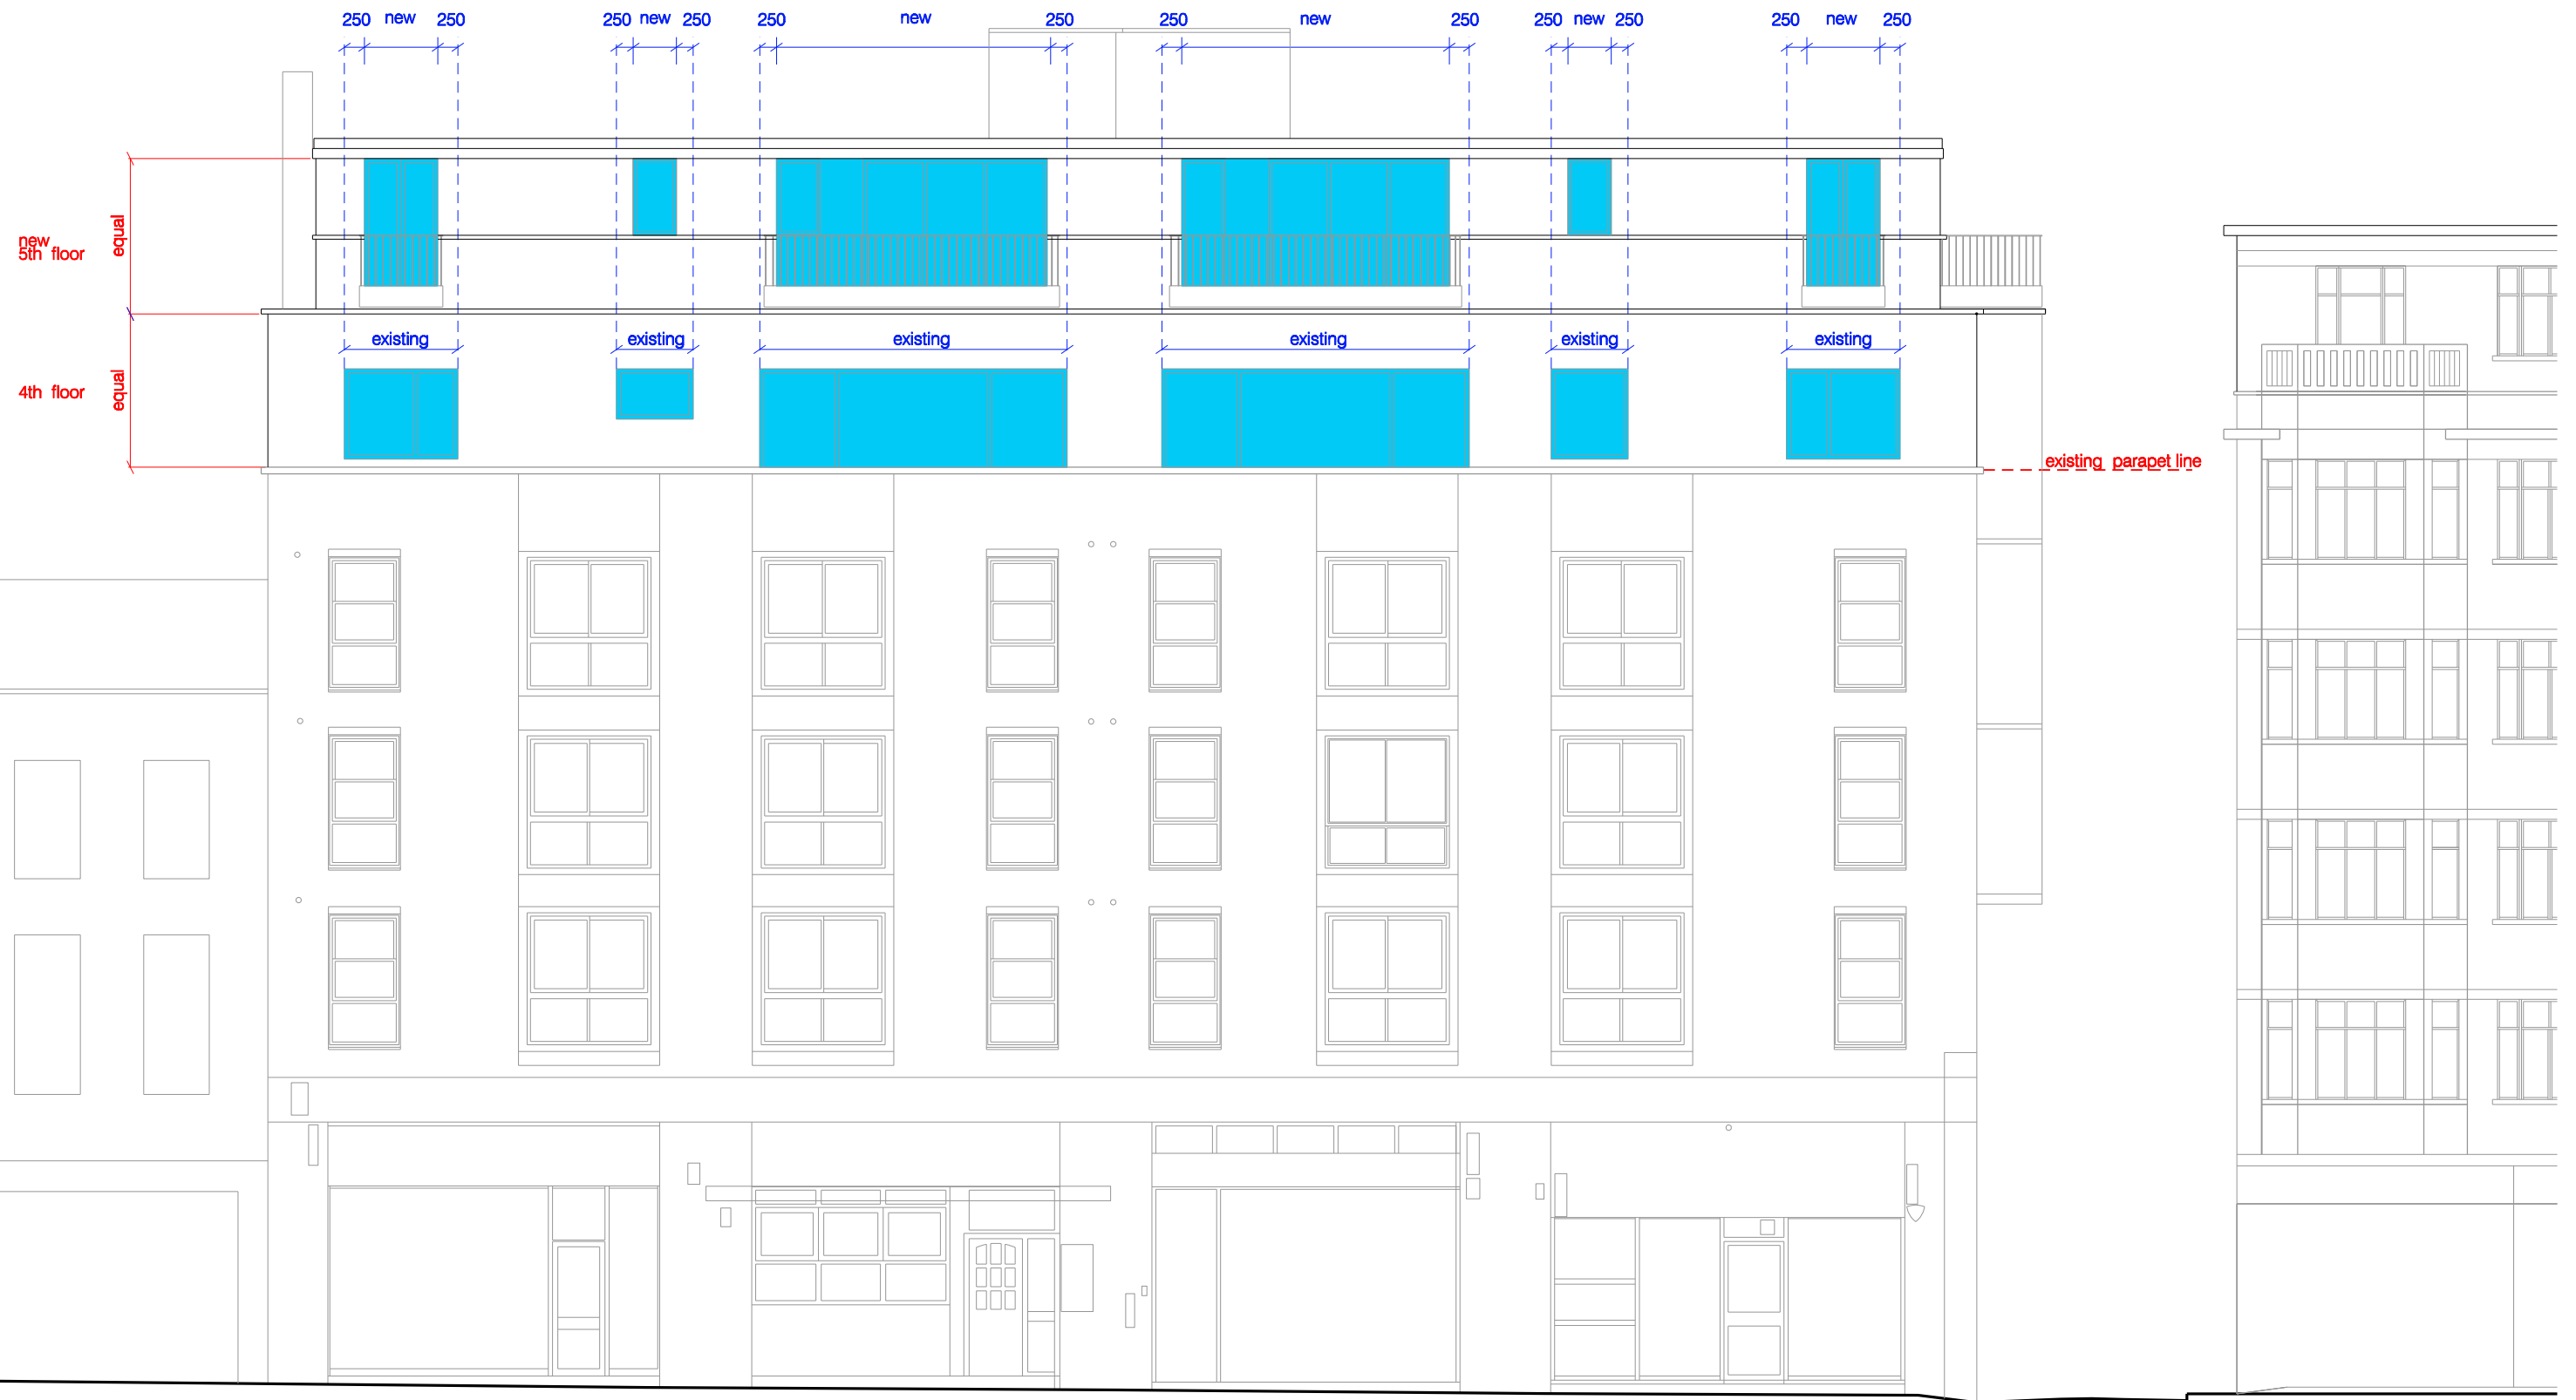 250 new 250 250 new 250 250 new 250 250 new 250 250 new 250 250 new 250
equal
new
5th floor
existing existing existing existing existing existing
equal
4th floor
existing parapet line